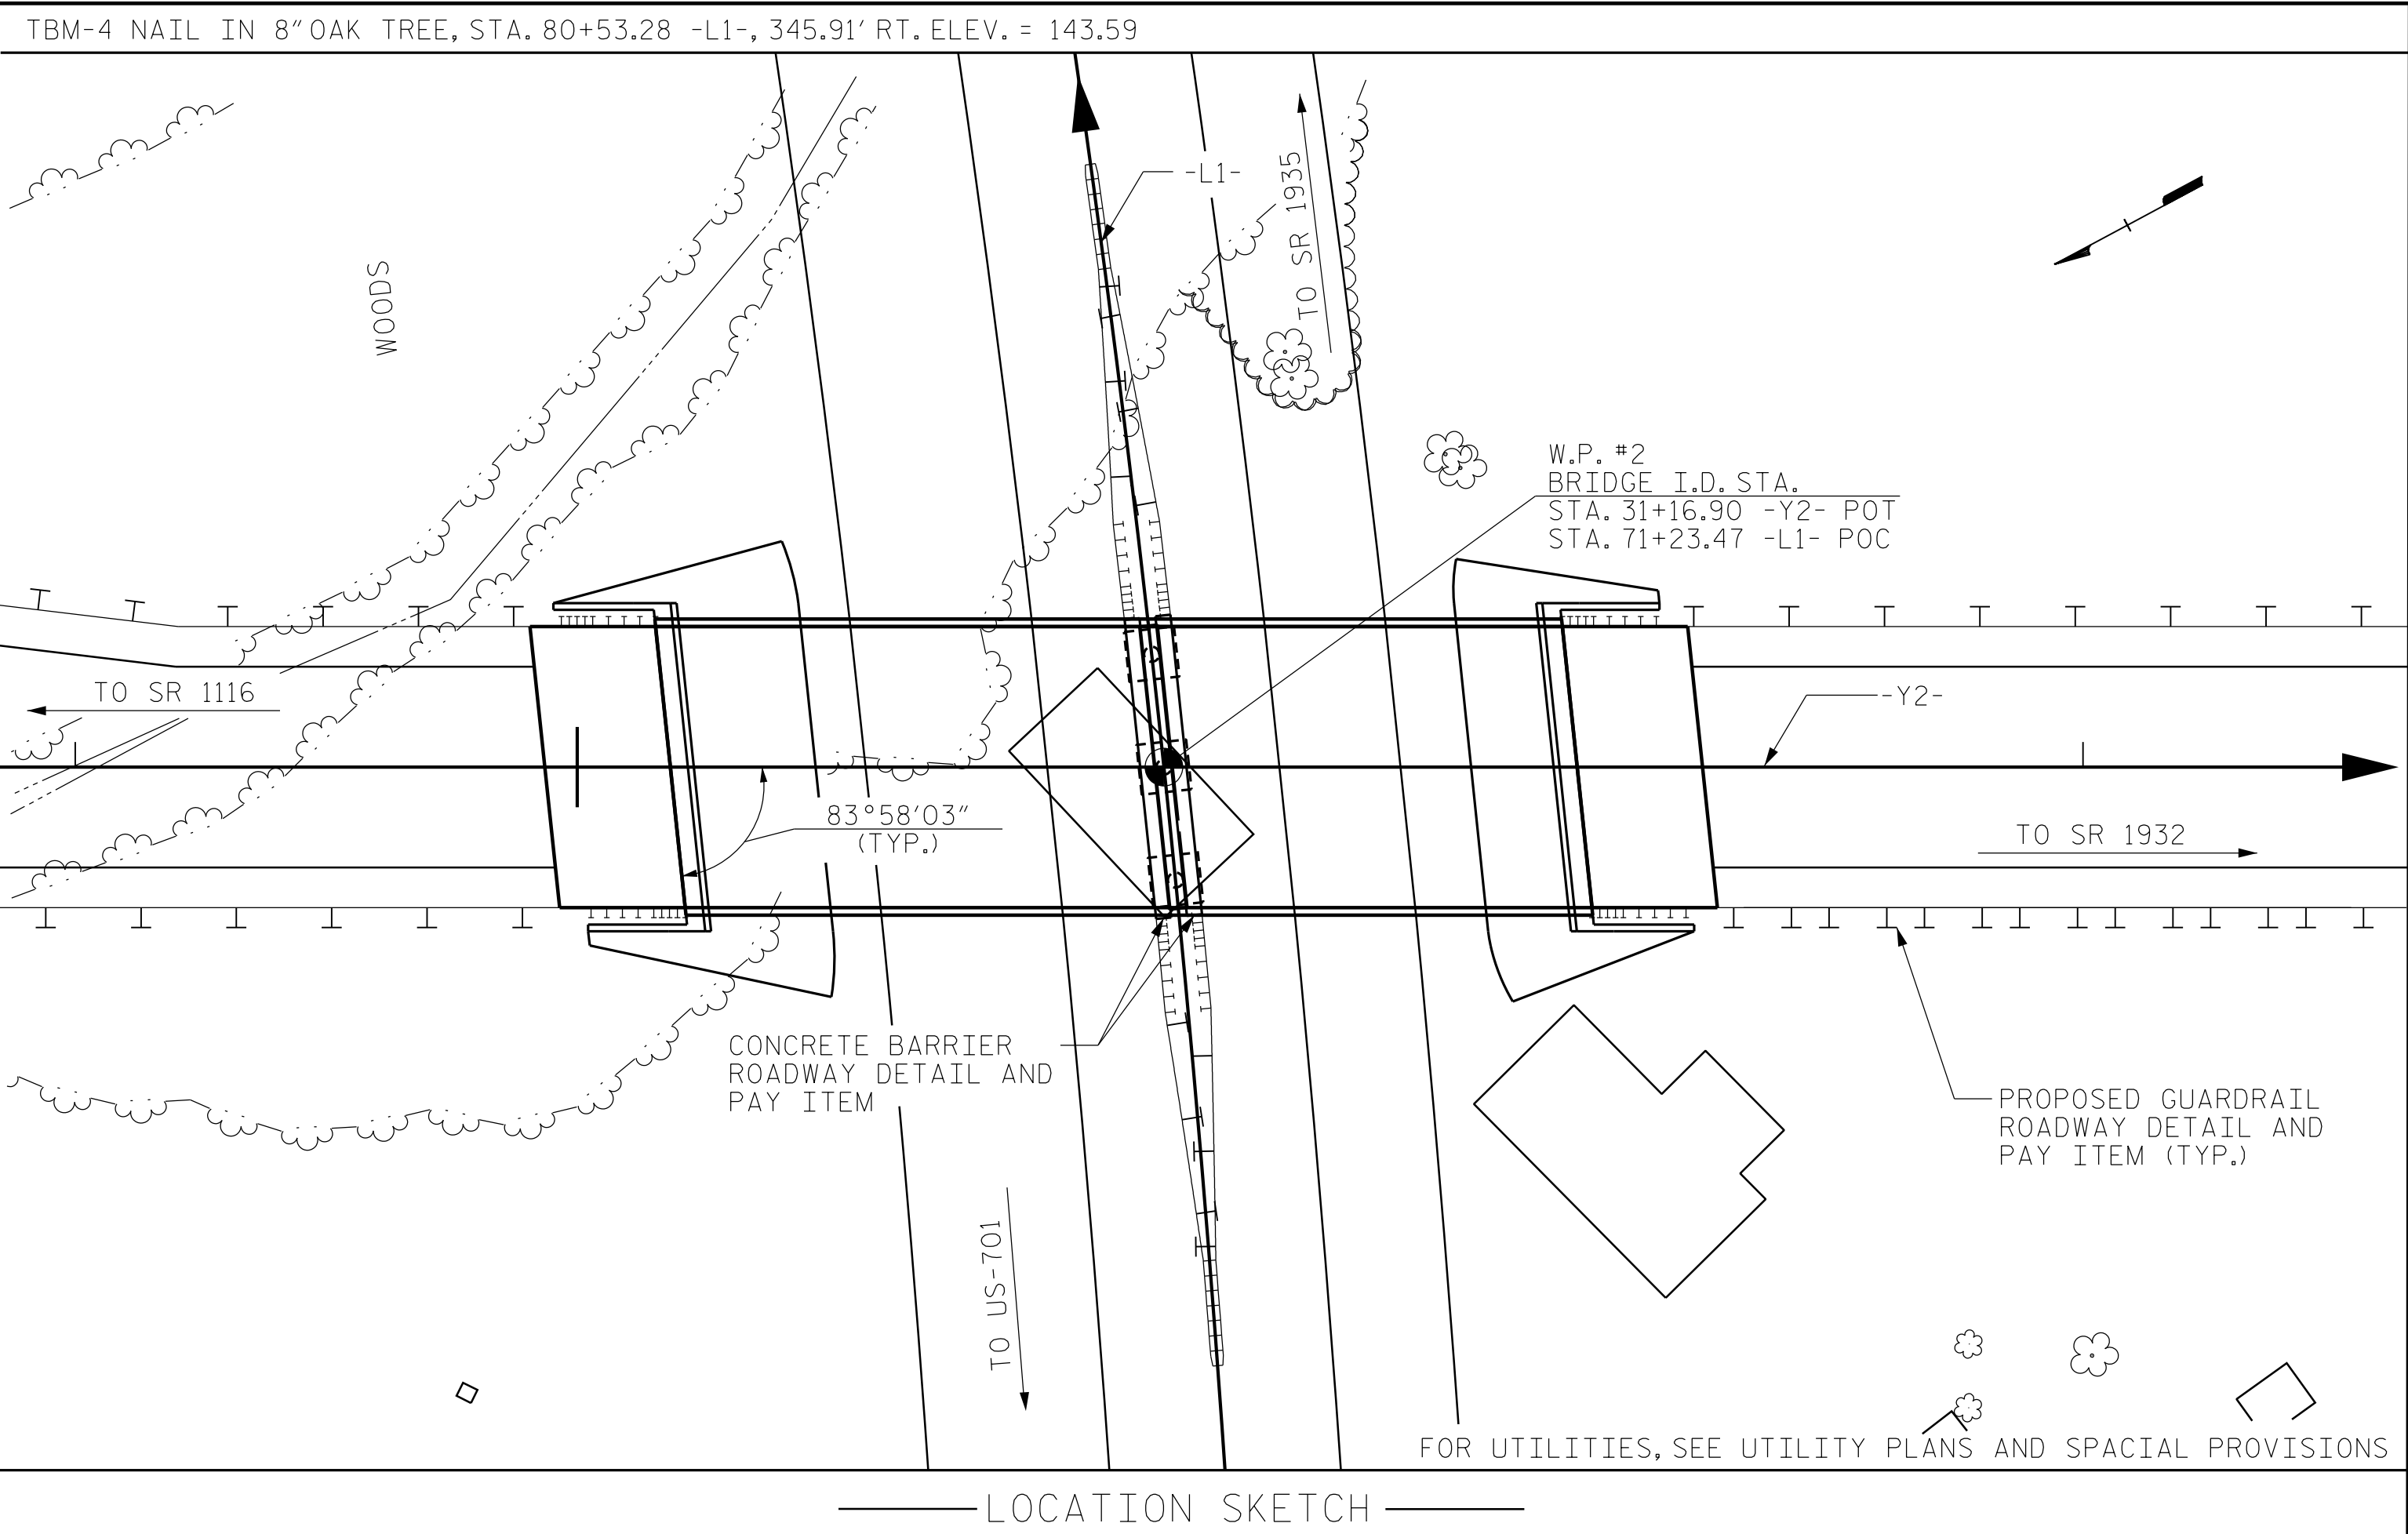 TBM-4 NAIL IN 8" OAK TREE, STA. 80+53.28 -L1-, 345.91' RT. ELEV. = 143.59
-L1-
TO SR 1935
WOODS
W.P. #2
BRIDGE I.D. STA.
STA. 31+16.90 -Y2- POT
STA. 71+23.47 -L1- POC
TO SR 1116
-Y2-
83°58'03"
(TYP.)
TO SR 1932
CONCRETE BARRIER
ROADWAY DETAIL AND
PAY ITEM
PROPOSED GUARDRAIL
ROADWAY DETAIL AND
PAY ITEM (TYP.)
TO US-701
FOR UTILITIES, SEE UTILITY PLANS AND SPACIAL PROVISIONS
LOCATION SKETCH